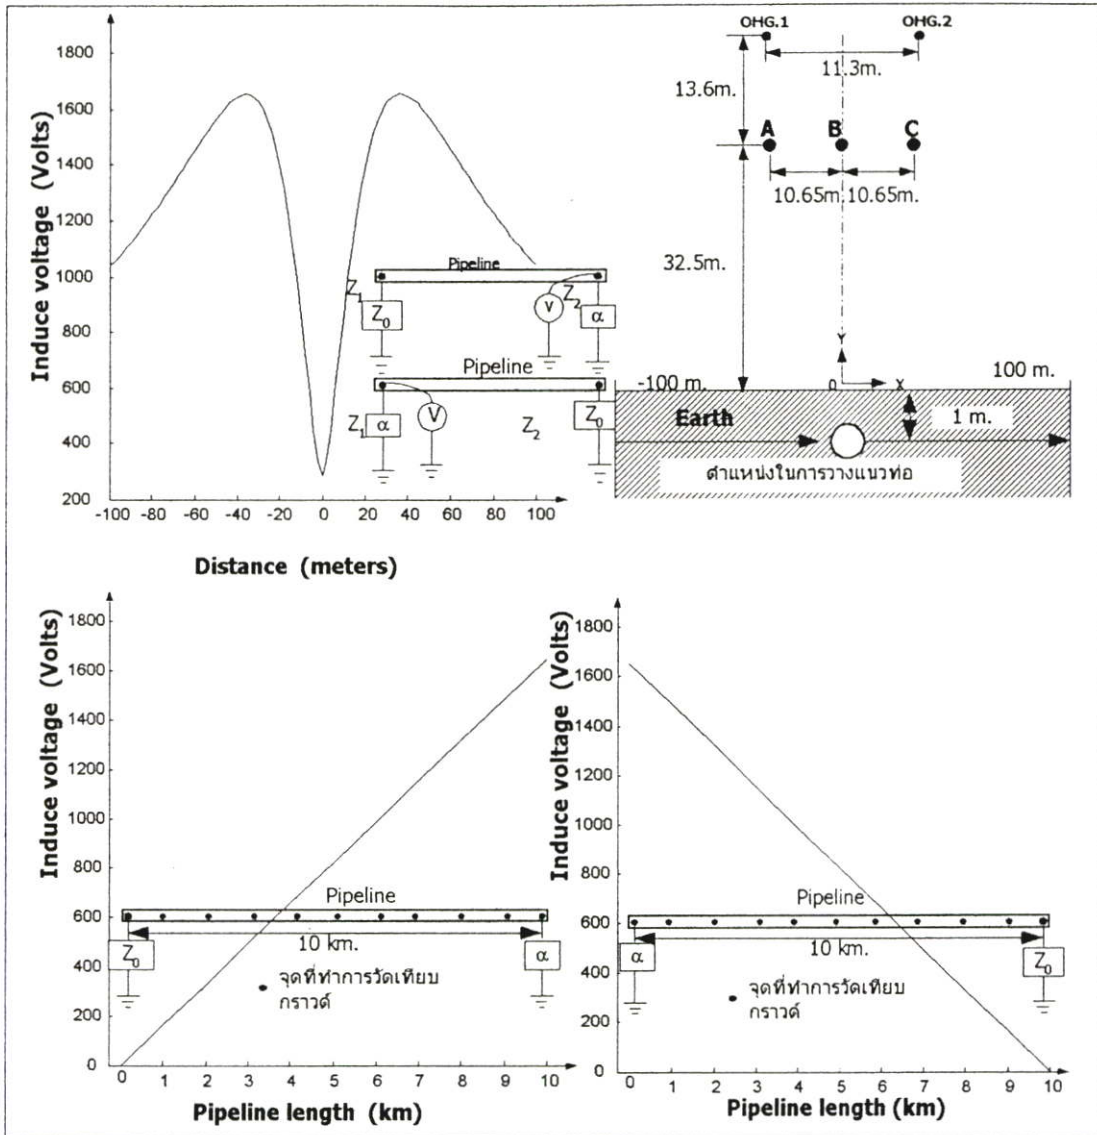 Induce voltage (Volts)
1800
1600
1400
1200
1000
800
600
400
200
-100 -80 -60 -40 -20 0 20 40 60 80 100
Distance (meters)
Pipeline
Z1
Z0
V
Z2
α
Pipeline
Z1
α
V
Z2
Z0
OHG.1
OHG.2
11.3m.
13.6m.
A
B
C
10.65m.
10.65m.
32.5m.
Y
0
X
-100 m.
100 m.
Earth
1 m.
ตำแหน่งในการวางแนวท่อ
Induce voltage (Volts)
1800
1600
1400
1200
1000
800
600
400
200
0
0 1 2 3 4 5 6 7 8 9 10
Pipeline length (km)
Pipeline
10 km.
Z0
α
จุดที่ทำการวัดเทียบ
กราวด์
Induce voltage (Volts)
1800
1600
1400
1200
1000
800
600
400
200
0
0 1 2 3 4 5 6 7 8 9 10
Pipeline length (km)
Pipeline
10 km.
α
Z0
จุดที่ทำการวัดเทียบ
กราวด์